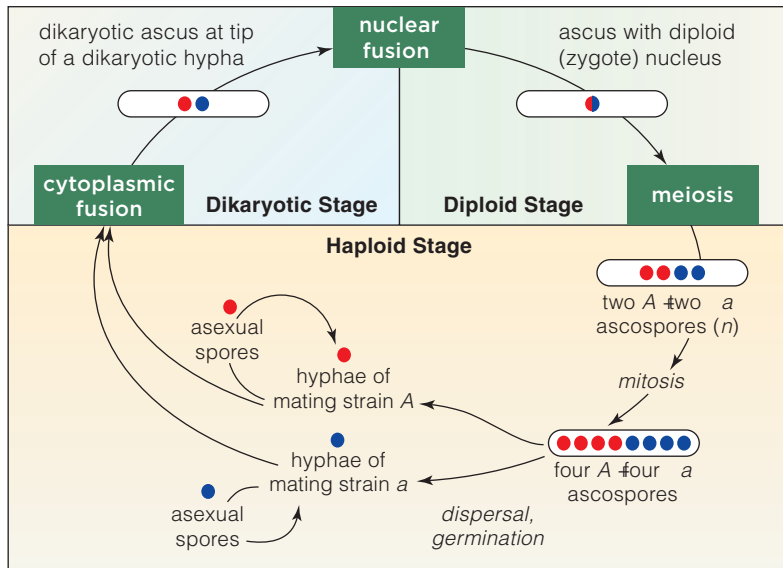 dikaryotic ascus at tip
of a dikaryotic hypha
nuclear
fusion
ascus with diploid
(zygote) nucleus
cytoplasmic
fusion
Dikaryotic Stage
Diploid Stage
meiosis
Haploid Stage
two A + two a
ascospores (n)
mitosis
four A + four a
ascospores
dispersal,
germination
asexual
spores
hyphae of
mating strain A
hyphae of
mating strain a
asexual
spores